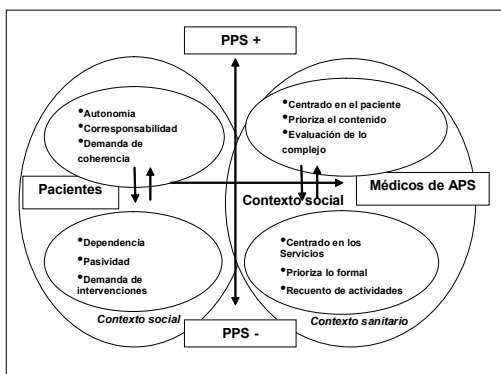 PPS +
•Autonomía
•Corresponsabilidad
•Demanda de
coherencia
•Centrado en el paciente
•Prioriza el contenido
•Evaluación de lo
complejo
Pacientes
Médicos de APS
Contexto social
•Dependencia
•Pasividad
•Demanda de
intervenciones
•Centrado en los
Servicios
•Prioriza lo formal
•Recuento de actividades
Contexto social
Contexto sanitario
PPS -